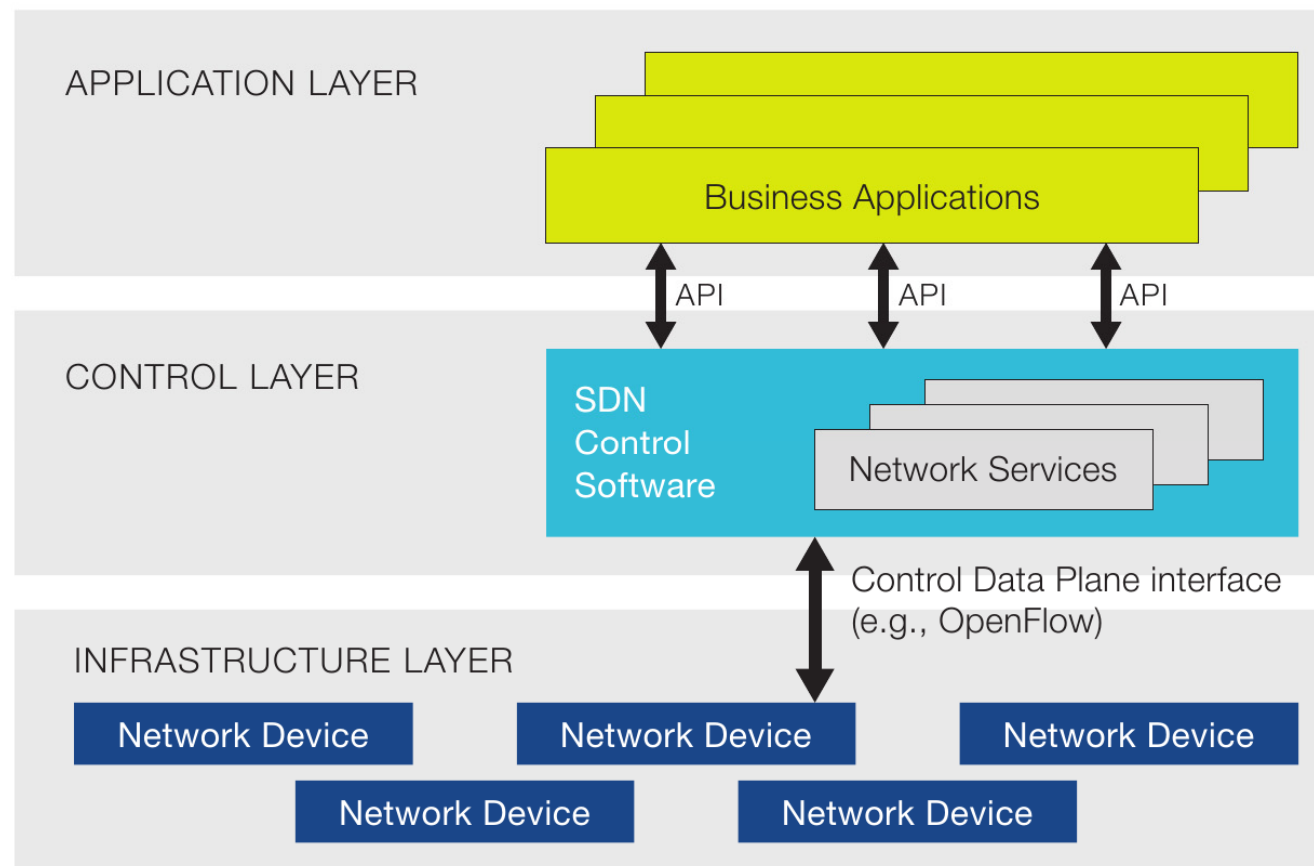 APPLICATION LAYER
Business Applications
API
API
API
CONTROL LAYER
SDN
Control
Software
Network Services
Control Data Plane interface
(e.g., OpenFlow)
INFRASTRUCTURE LAYER
Network Device
Network Device
Network Device
Network Device
Network Device